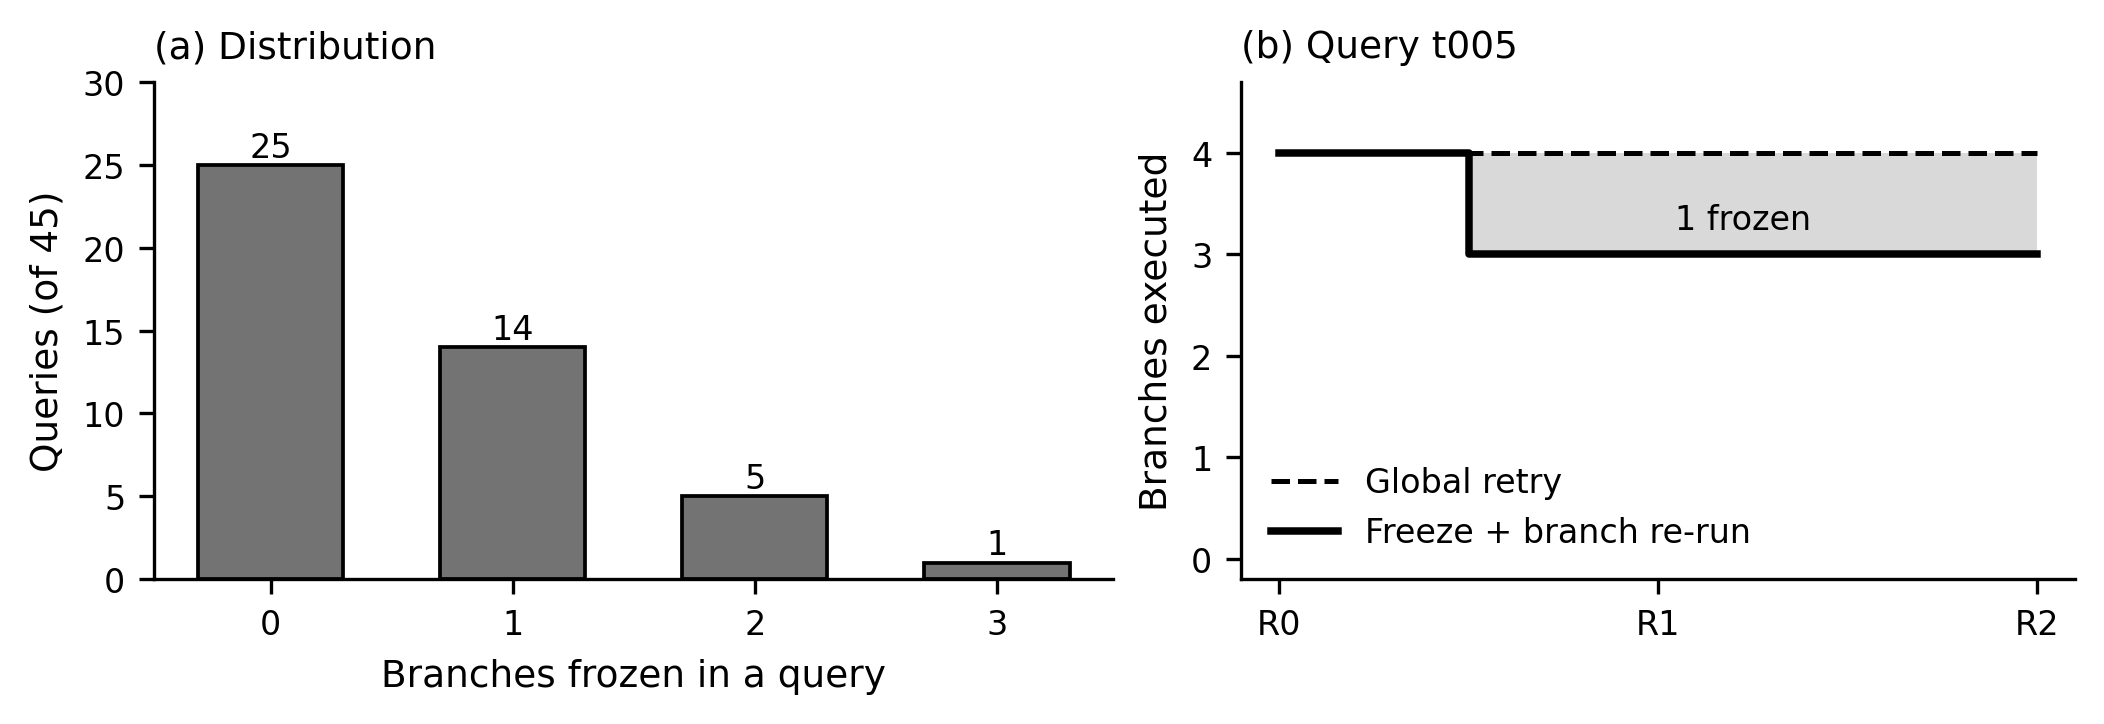 (a) Distribution
30
25
20
15
10
5
0
Queries (of 45)
25
14
5
1
0 1 2 3
Branches frozen in a query
(b) Query t005
4
3
2
1
0
Branches executed
1 frozen
Global retry
Freeze + branch re-run
R0 R1 R2